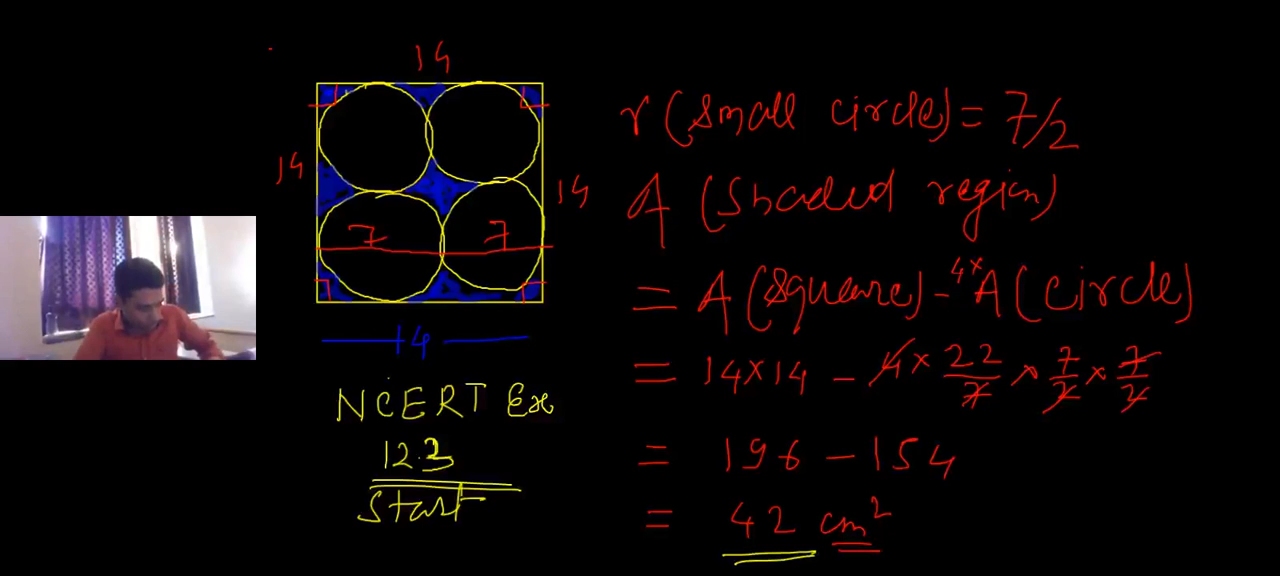 14
14
14
7 7
14
NCERT Ex
12.3
Start
r (small circle) = 7/2
A (Shaded region)
= A (square) - 4× A (circle)
= 14 × 14 - 4 × 22/7 × 7/2 × 7/2
= 196 - 154
= 42 cm²